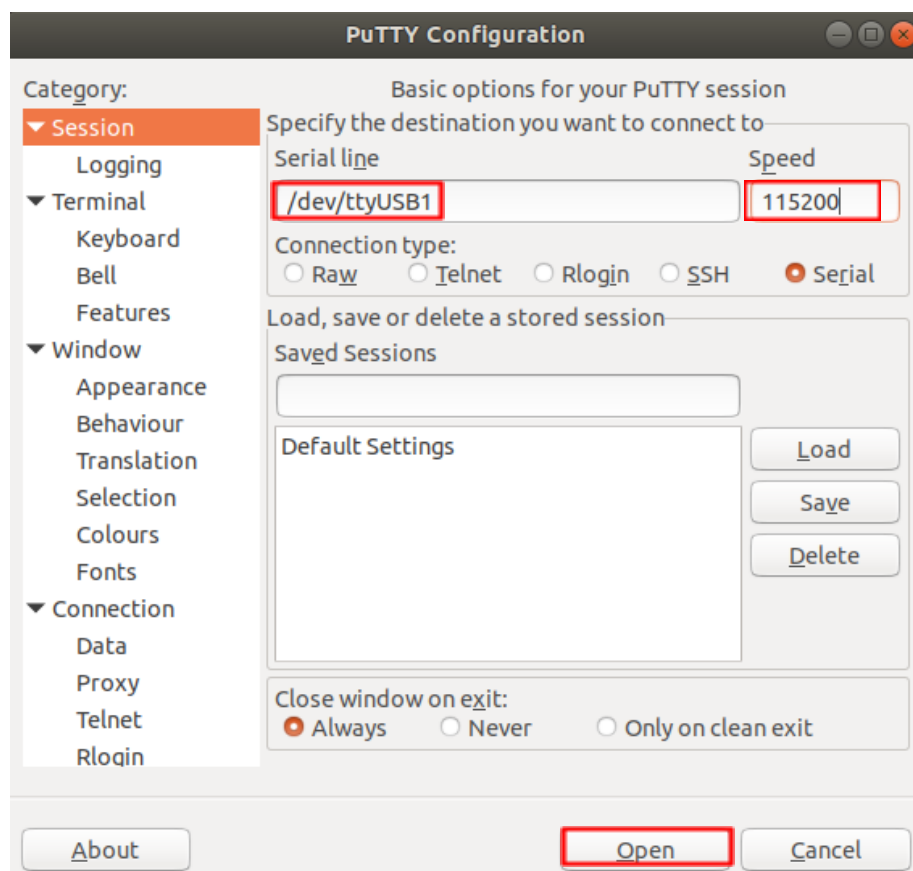 PuTTY Configuration
Category:
Session
Logging
Terminal
Keyboard
Bell
Features
Window
Appearance
Behaviour
Translation
Selection
Colours
Fonts
Connection
Data
Proxy
Telnet
Rlogin
Basic options for your PuTTY session
Specify the destination you want to connect to
Serial line Speed
/dev/ttyUSB1 115200
Connection type:
Raw Telnet Rlogin SSH Serial
Load, save or delete a stored session
Saved Sessions
Default Settings
Load
Save
Delete
Close window on exit:
Always Never Only on clean exit
About Open Cancel